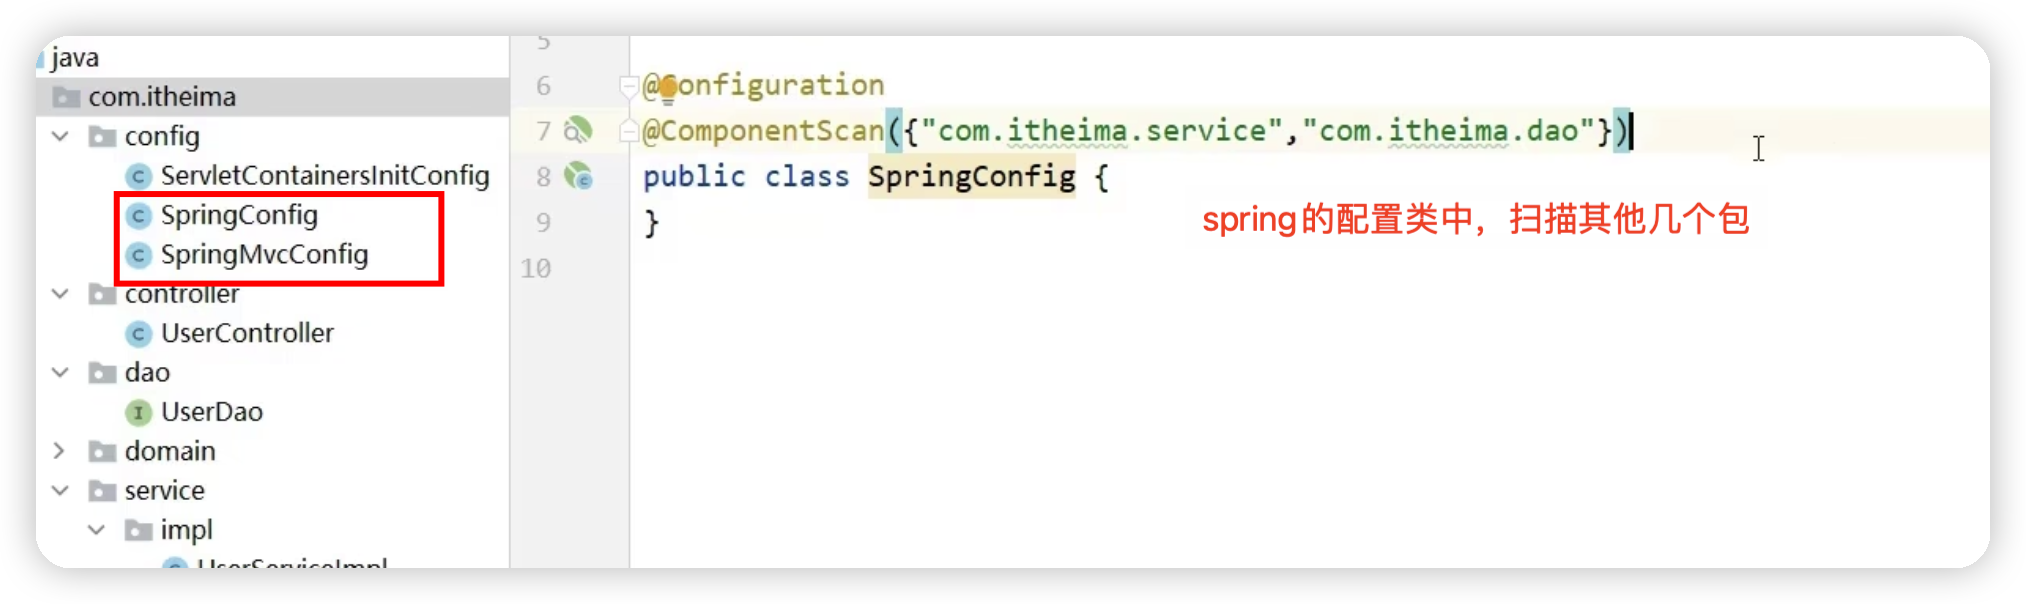 java
com.itheima
config
ServletContainersInitConfig
SpringConfig
SpringMvcConfig
controller
UserController
dao
UserDao
domain
service
impl
UserServiceImpl
5
6 @Configuration
7 @ComponentScan({"com.itheima.service","com.itheima.dao"})
8 public class SpringConfig {
9 }
10
spring的配置类中，扫描其他几个包